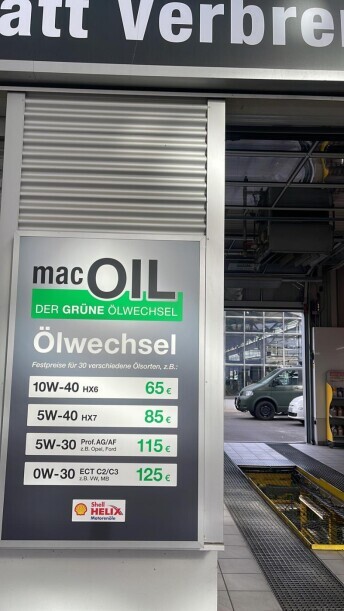 att Verbre
macOIL
DER GRÜNE ÖLWECHSEL
Ölwechsel
Festpreise für 30 verschiedene Ölsorten, z.B.:
10W-40 HX6 65 €
5W-40 HX7 85 €
5W-30 Prof.AG/AF 115 €
z.B. Opel, Ford
0W-30 ECT C2/C3 125 €
z.B. VW, MB
Shell
HELIX
Motorenöle